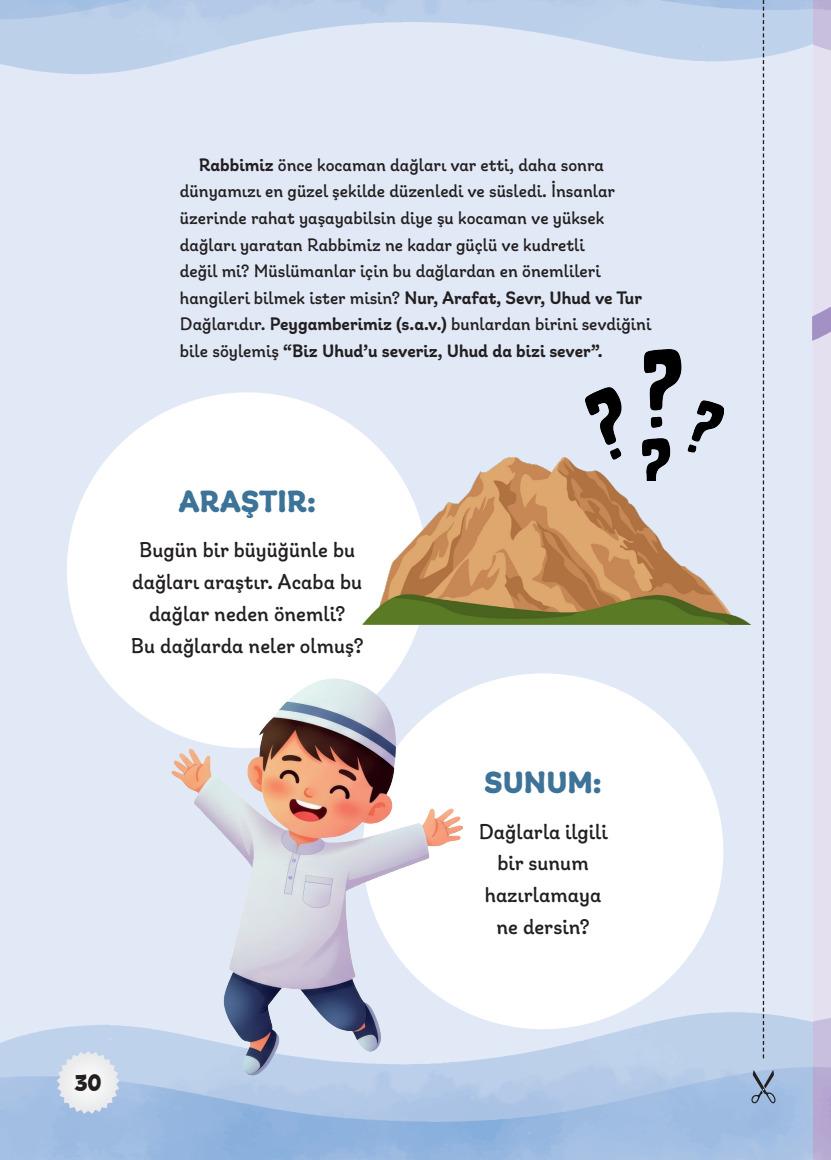 Rabbimiz önce kocaman dağları var etti, daha sonra
dünyamızı en güzel şekilde düzenledi ve süsledi. İnsanlar
üzerinde rahat yaşayabilsin diye şu kocaman ve yüksek
dağları yaratan Rabbimiz ne kadar güçlü ve kudretli
değil mi? Müslümanlar için bu dağlardan en önemlileri
hangileri bilmek ister misin? Nur, Arafat, Sevr, Uhud ve Tur
Dağlarıdır. Peygamberimiz (s.a.v.) bunlardan birini sevdiğini
bile söylemiş “Biz Uhud’u severiz, Uhud da bizi sever”.
? ? ? ?
ARAŞTIR:
Bugün bir büyüğünle bu
dağları araştır. Acaba bu
dağlar neden önemli?
Bu dağlarda neler olmuş?
SUNUM:
Dağlarla ilgili
bir sunum
hazırlamaya
ne dersin?
30